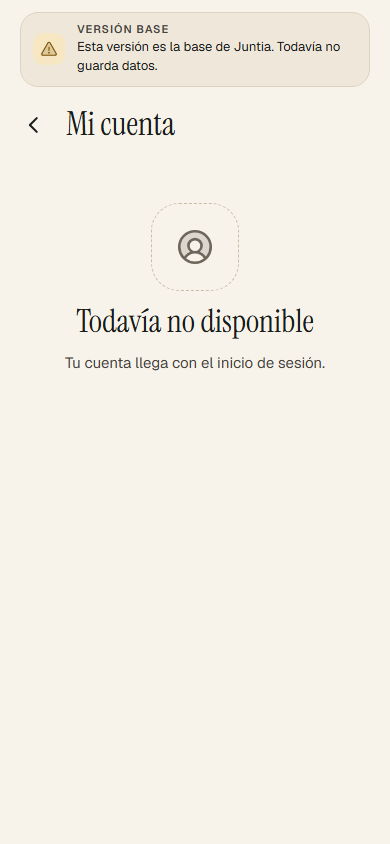 VERSIÓN BASE
Esta versión es la base de Juntia. Todavía no
guarda datos.
Mi cuenta
Todavía no disponible
Tu cuenta llega con el inicio de sesión.